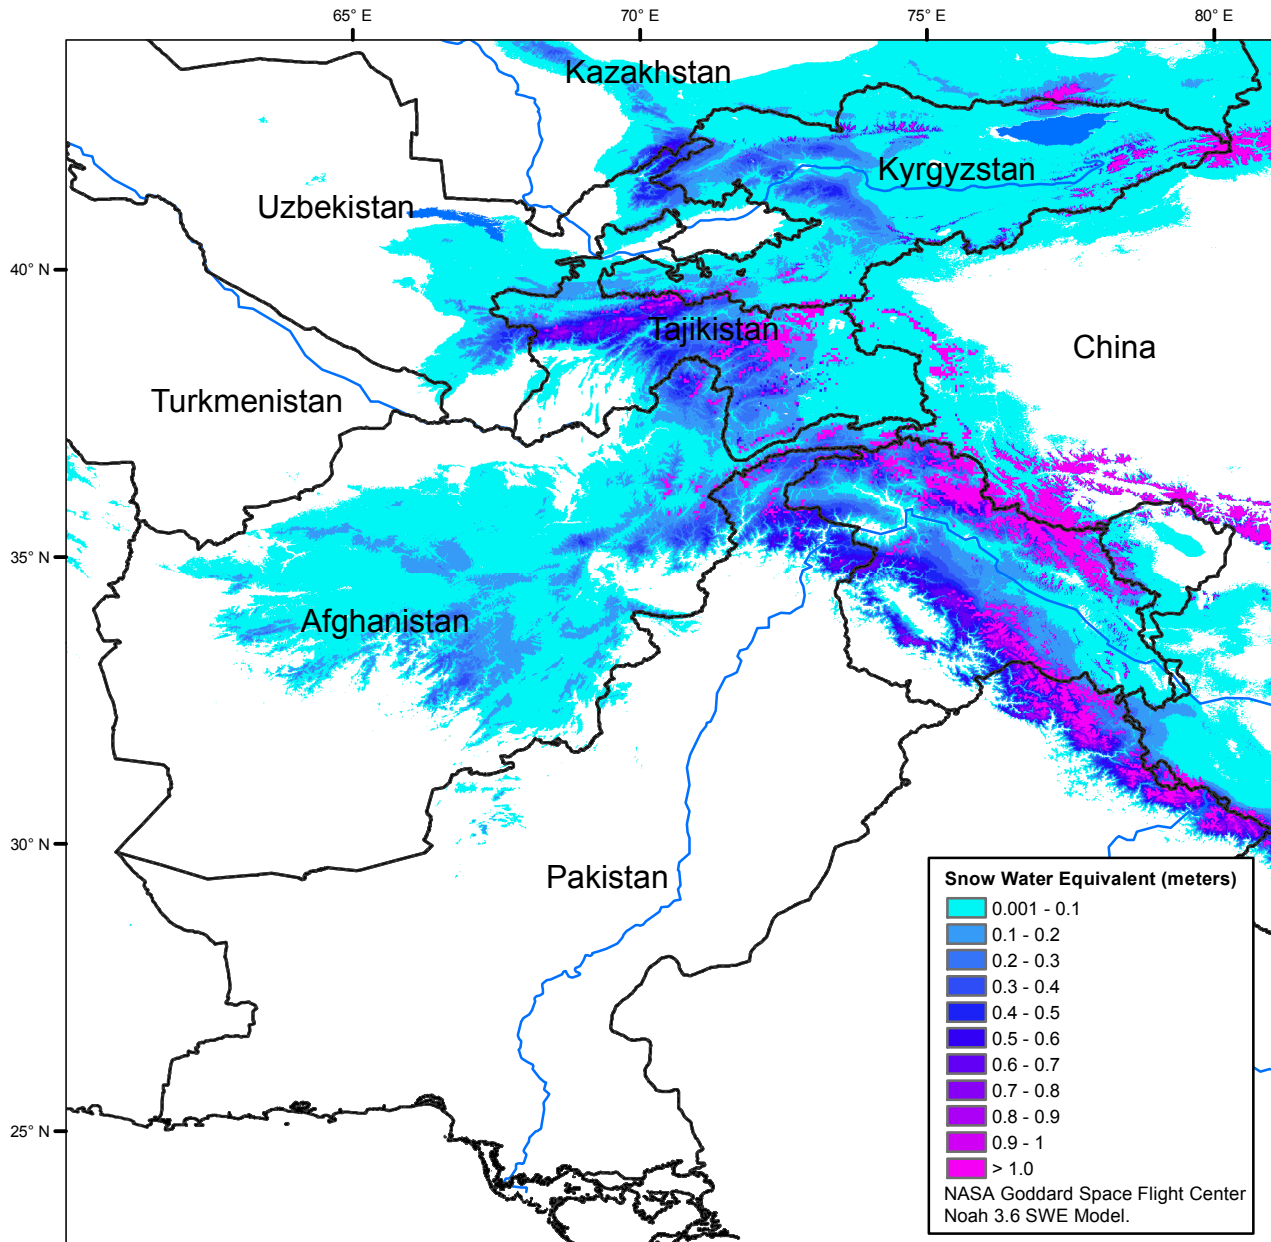 65° E
70° E
75° E
80° E
Kazakhstan
Kyrgyzstan
Uzbekistan
40° N
Tajikistan
China
Turkmenistan
35° N
Afghanistan
30° N
Pakistan
25° N
Snow Water Equivalent (meters)
0.001 - 0.1
0.1 - 0.2
0.2 - 0.3
0.3 - 0.4
0.4 - 0.5
0.5 - 0.6
0.6 - 0.7
0.7 - 0.8
0.8 - 0.9
0.9 - 1
> 1.0
NASA Goddard Space Flight Center
Noah 3.6 SWE Model.